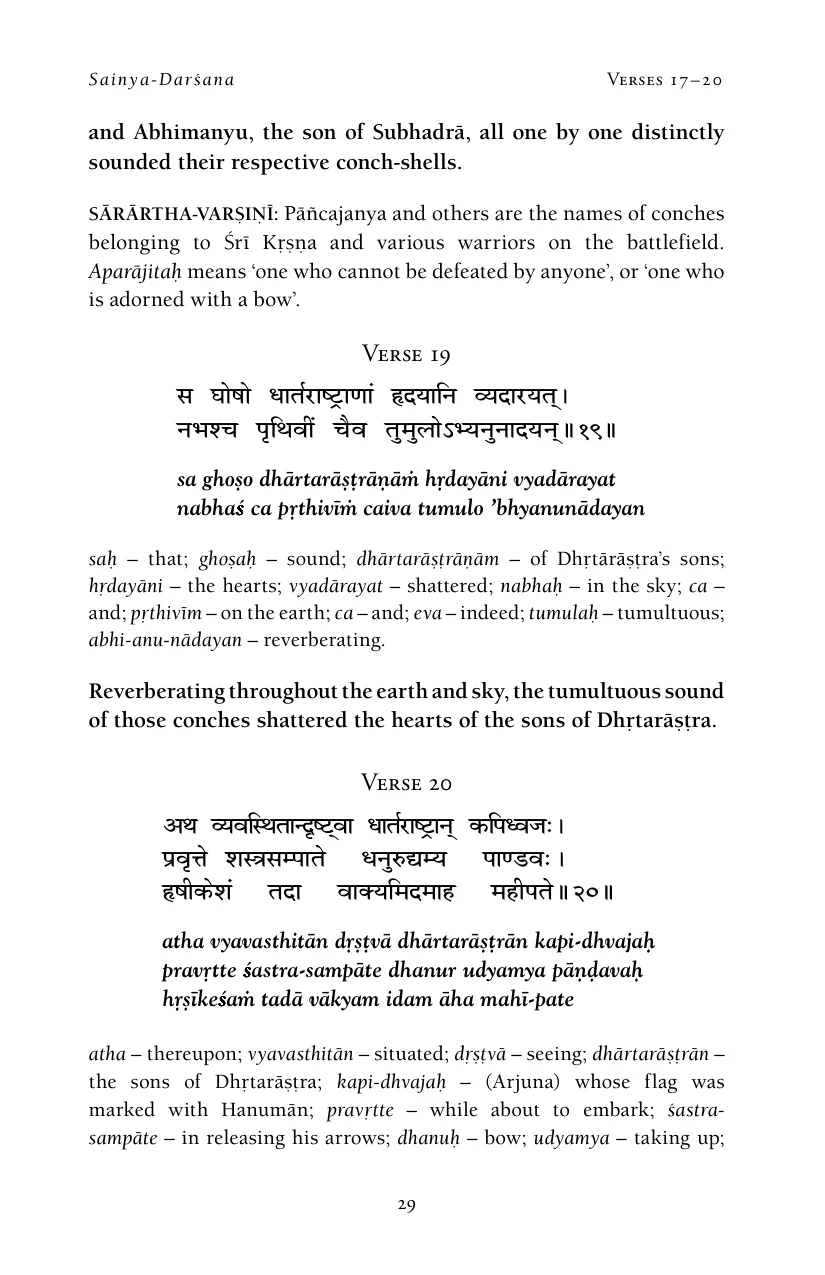 Sainya-Darśana Verses 17–20
and Abhimanyu, the son of Subhadrā, all one by one distinctly
sounded their respective conch-shells.
SĀRĀRTHA-VARṢIṆĪ: Pāñcajanya and others are the names of conches
belonging to Śrī Kṛṣṇa and various warriors on the battlefield.
Aparājitaḥ means ‘one who cannot be defeated by anyone’, or ‘one who
is adorned with a bow’.
Verse 19
स घोषो धार्तराष्ट्राणां हृदयानि व्यदारयत्।
नभश्च पृथिवीं चैव तुमुलोऽभ्यनुनादयन्॥१९॥
sa ghoṣo dhārtarāṣṭrāṇāṁ hṛdayāni vyadārayat
nabhaś ca pṛthivīṁ caiva tumulo ’bhyanunādayan
saḥ – that; ghoṣaḥ – sound; dhārtarāṣṭrāṇām – of Dhṛtārāṣṭra’s sons;
hṛdayāni – the hearts; vyadārayat – shattered; nabhaḥ – in the sky; ca –
and; pṛthivīm – on the earth; ca – and; eva – indeed; tumulaḥ – tumultuous;
abhi-anu-nādayan – reverberating.
Reverberating throughout the earth and sky, the tumultuous sound
of those conches shattered the hearts of the sons of Dhṛtarāṣṭra.
Verse 20
अथ व्यवस्थितान्दृष्ट्वा धार्तराष्ट्रान् कपिध्वजः।
प्रवृत्ते शस्त्रसम्पाते धनुरुद्यम्य पाण्डवः।
हृषीकेशं तदा वाक्यमिदमाह महीपते॥२०॥
atha vyavasthitān dṛṣṭvā dhārtarāṣṭrān kapi-dhvajaḥ
pravṛtte śastra-sampāte dhanur udyamya pāṇḍavaḥ
hṛṣīkeśaṁ tadā vākyam idam āha mahī-pate
atha – thereupon; vyavasthitān – situated; dṛṣṭvā – seeing; dhārtarāṣṭrān –
the sons of Dhṛtarāṣṭra; kapi-dhvajaḥ – (Arjuna) whose flag was
marked with Hanumān; pravṛtte – while about to embark; śastra-
sampāte – in releasing his arrows; dhanuḥ – bow; udyamya – taking up;
29